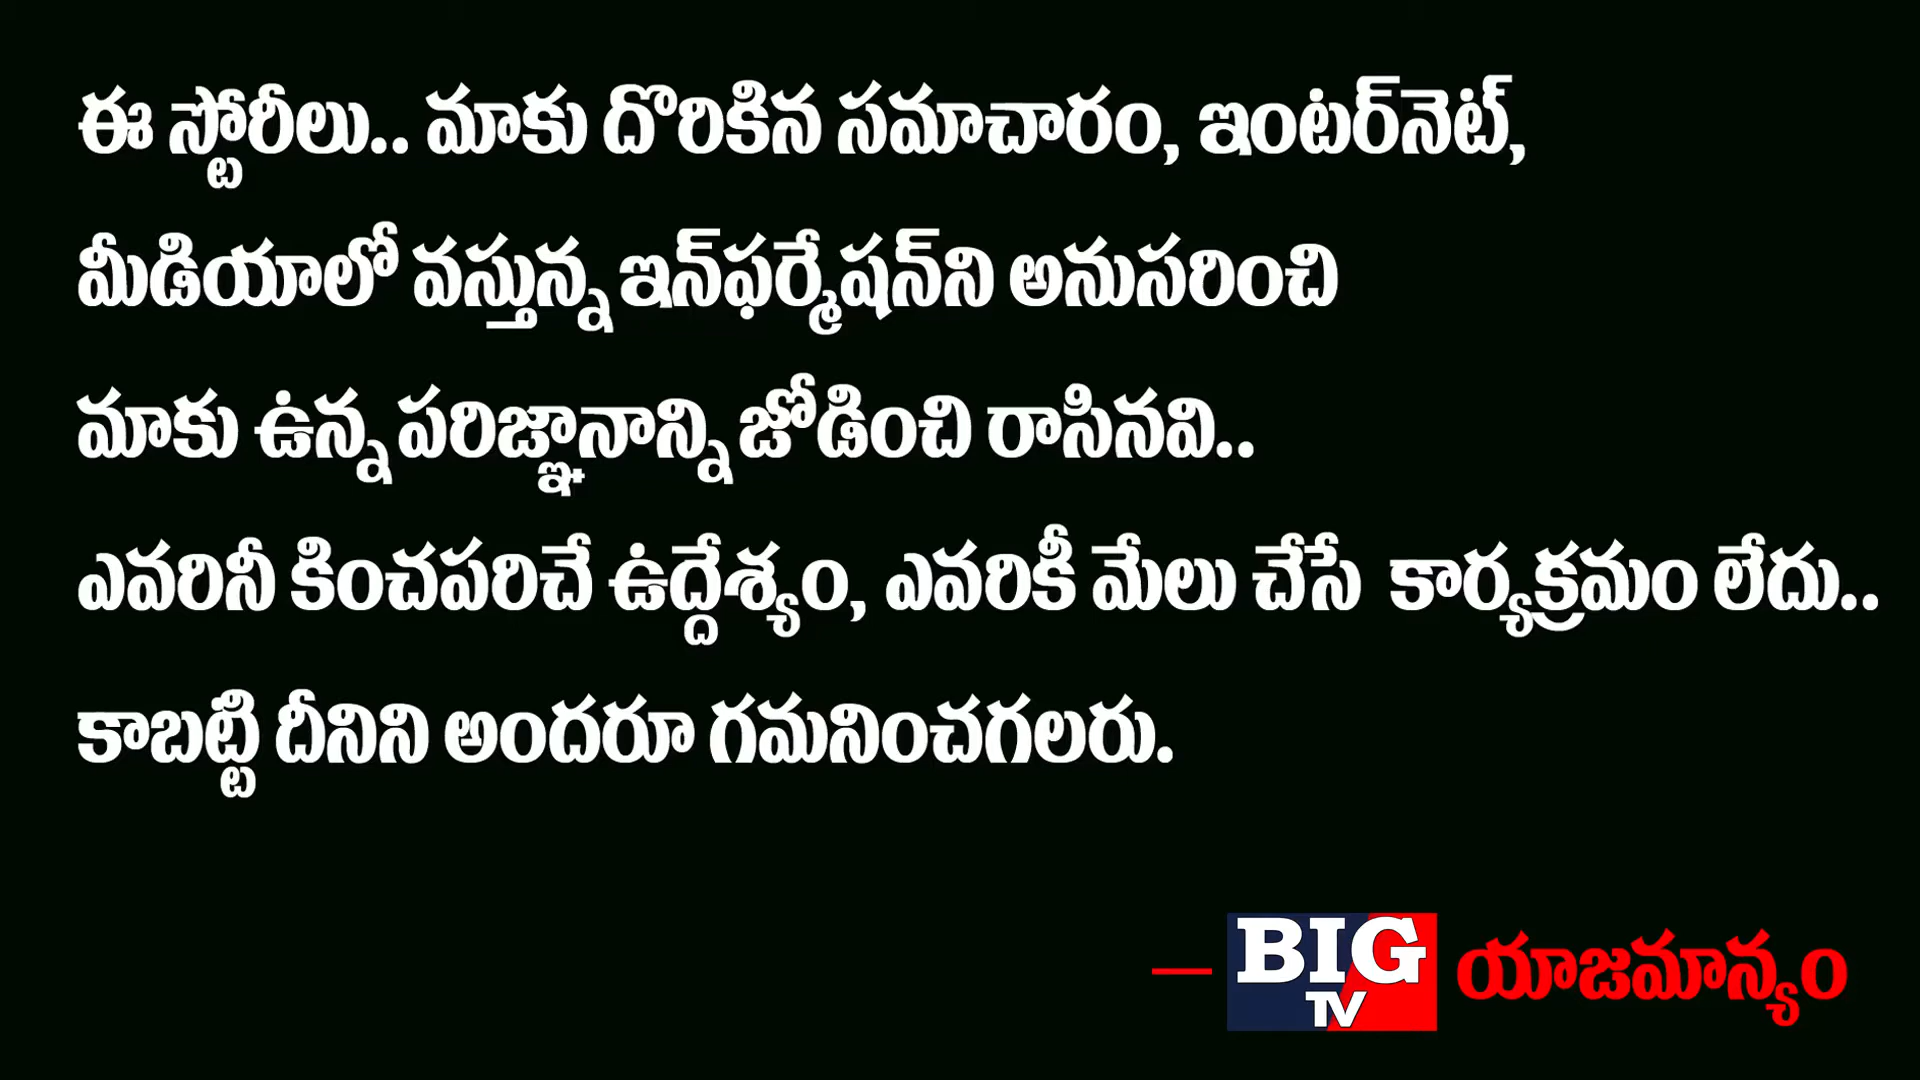 ఈ స్టోరీలు.. మాకు దొరికిన సమాచారం, ఇంటర్‌నెట్,
మీడియాలో వస్తున్న ఇన్‌ఫర్మేషన్‌ని అనుసరించి
మాకు ఉన్న పరిజ్ఞానాన్ని జోడించి రాసినవి..
ఎవరినీ కించపరిచే ఉద్దేశ్యం, ఎవరికీ మేలు చేసే కార్యక్రమం లేదు..
కాబట్టి దీనిని అందరూ గమనించగలరు.
— BIG TV యాజమాన్యం